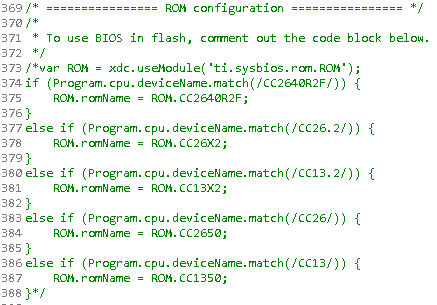 369 /* ================ ROM configuration ================ */
370 /*
371  * To use BIOS in flash, comment out the code block below.
372  */
373 /*var ROM = xdc.useModule('ti.sysbios.rom.ROM');
374 if (Program.cpu.deviceName.match(/CC2640R2F/)) {
375     ROM.romName = ROM.CC2640R2F;
376 }
377 else if (Program.cpu.deviceName.match(/CC26.2/)) {
378     ROM.romName = ROM.CC26X2;
379 }
380 else if (Program.cpu.deviceName.match(/CC13.2/)) {
381     ROM.romName = ROM.CC13X2;
382 }
383 else if (Program.cpu.deviceName.match(/CC26/)) {
384     ROM.romName = ROM.CC2650;
385 }
386 else if (Program.cpu.deviceName.match(/CC13/)) {
387     ROM.romName = ROM.CC1350;
388 }*/